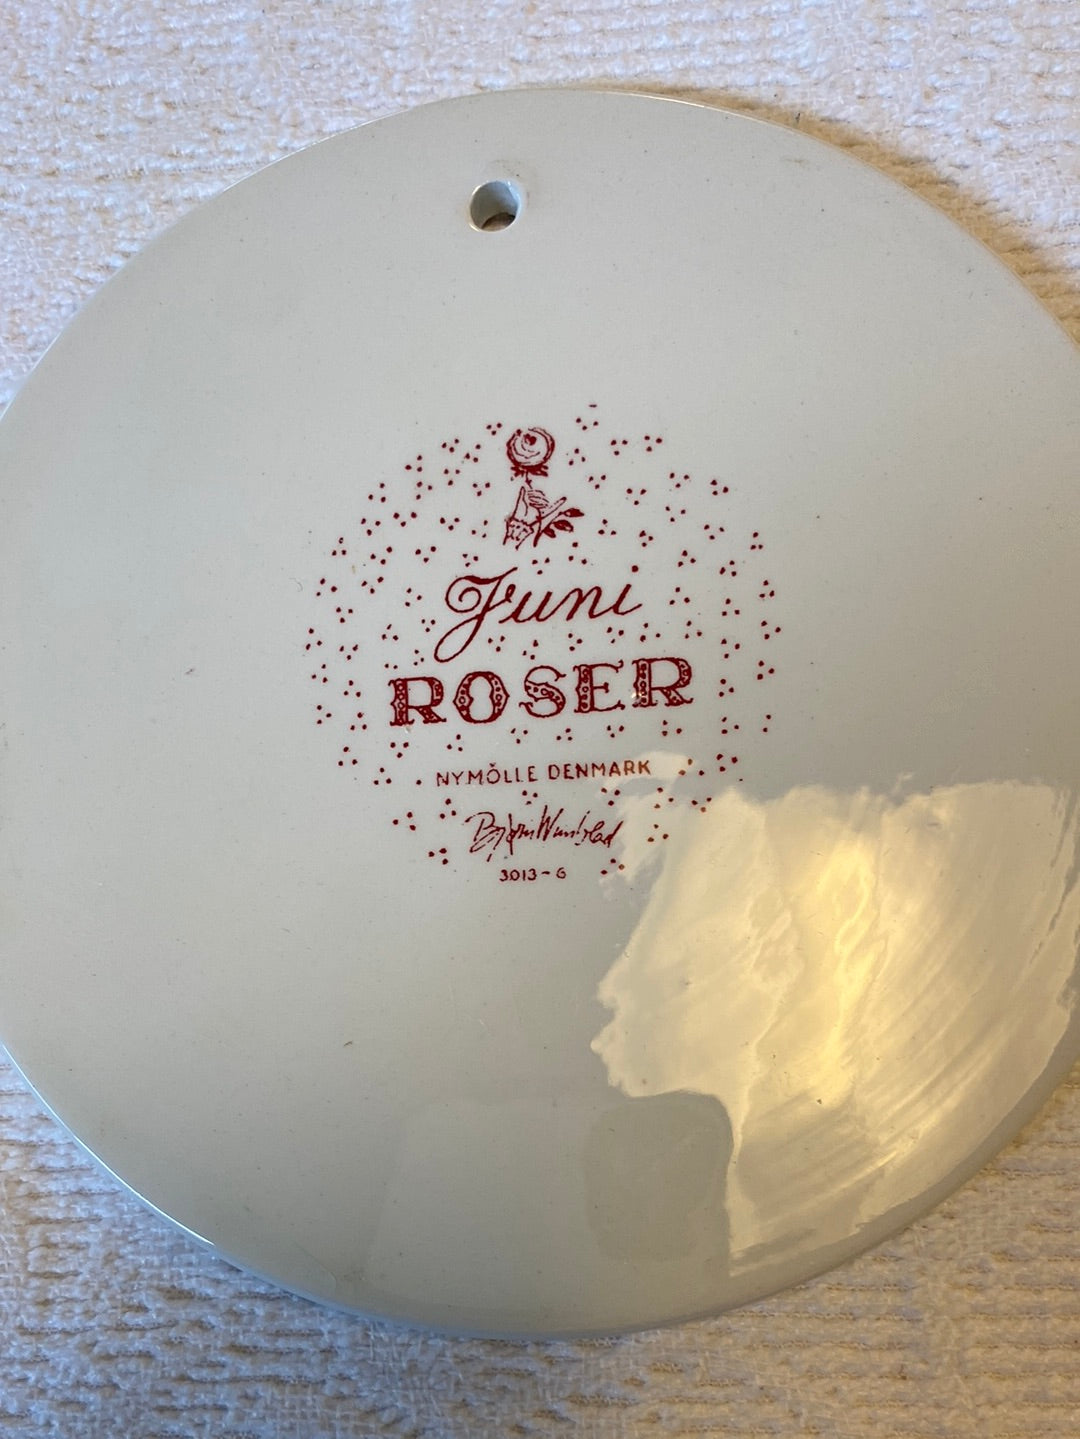 Juni
ROSER
NYMÖLLE DENMARK
Bjørn Wiinblad
3013-6